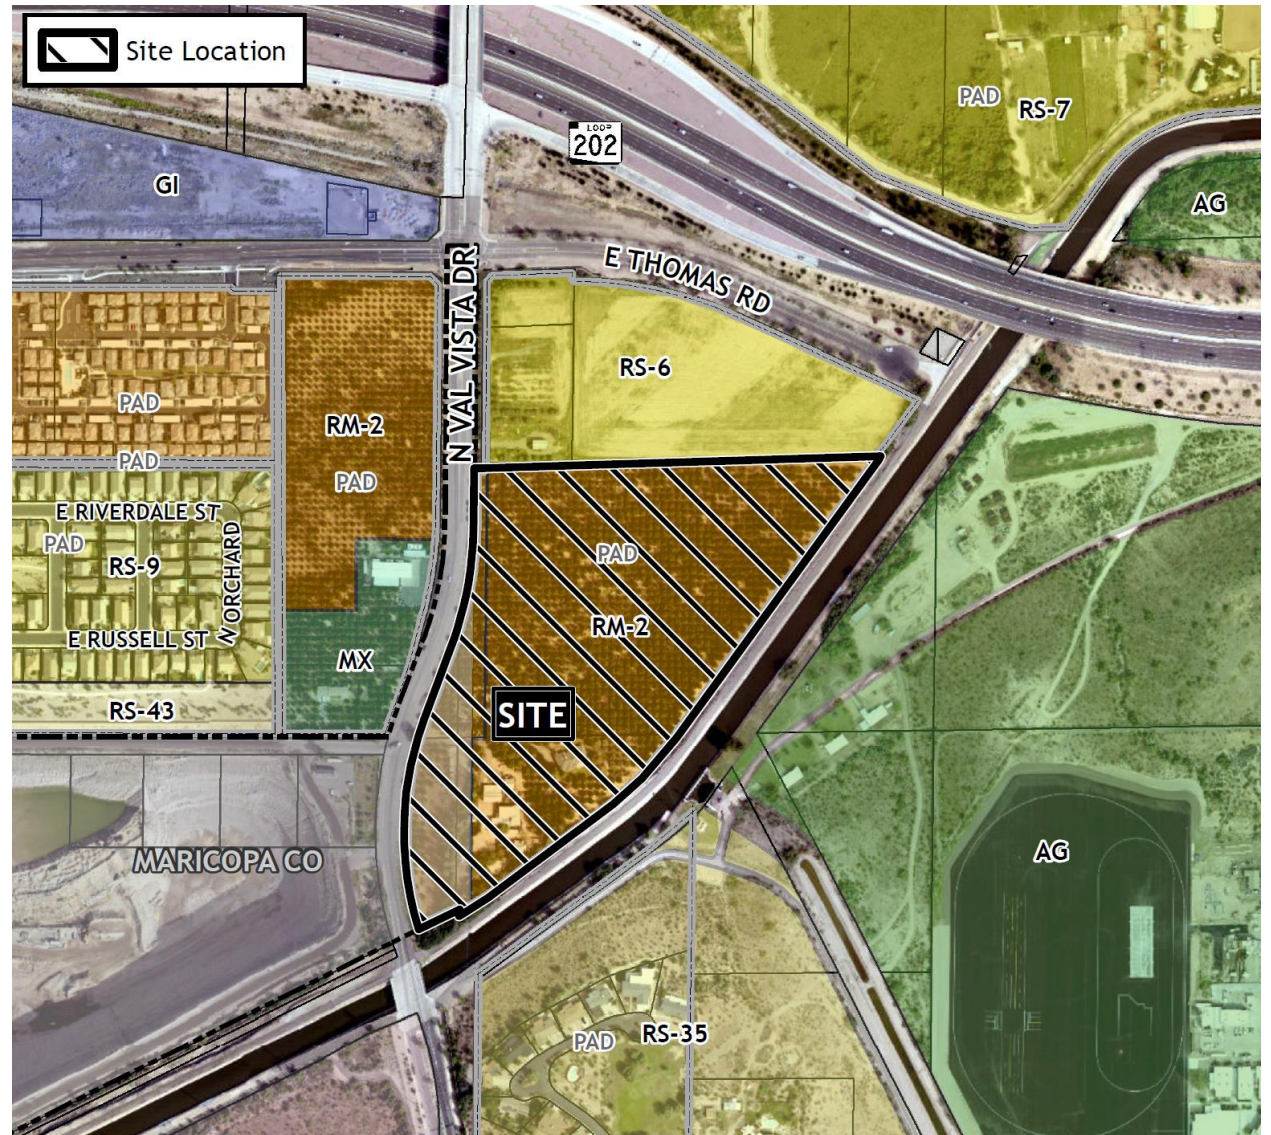 Site Location
LOOP
202
PAD
RS-7
GI
AG
E THOMAS RD
N VAL VISTA DR
RS-6
PAD
RM-2
PAD
PAD
E RIVERDALE ST
PAD
RS-9
N ORCHARD
E RUSSELL ST
PAD
RM-2
MX
SITE
RS-43
MARICOPA CO
AG
PAD
RS-35